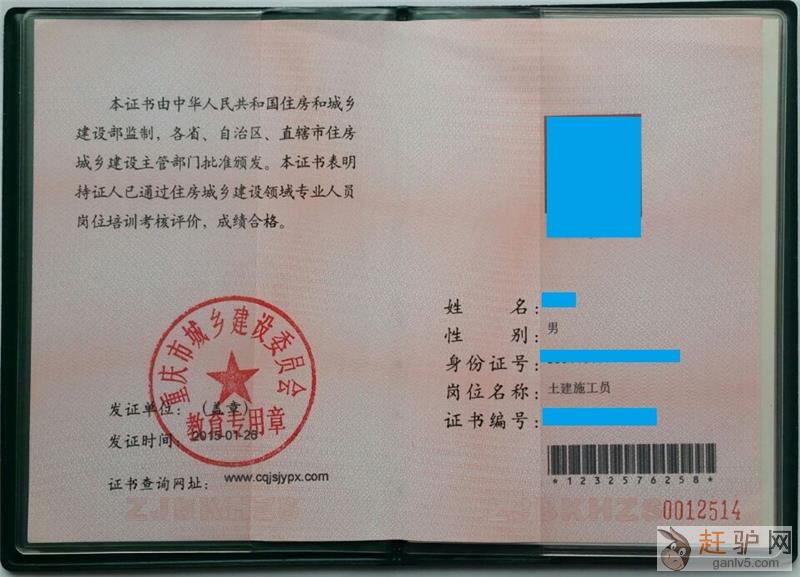 本证书由中华人民共和国住房和城乡
建设部监制，各省、自治区、直辖市住房
城乡建设主管部门批准颁发。本证书表明
持证人已通过住房城乡建设领域专业人员
岗位培训考核评价，成绩合格。
重庆市城乡建设委员会
教育专用章
发证单位：（盖章）
发证时间：2015-01-28
证书查询网址：www.cqjsjypx.com
姓 名：
性 别：男
身份证号：
岗位名称：土建施工员
证书编号：
*1232576258*
0012514
赶驴网
ganlv5.com